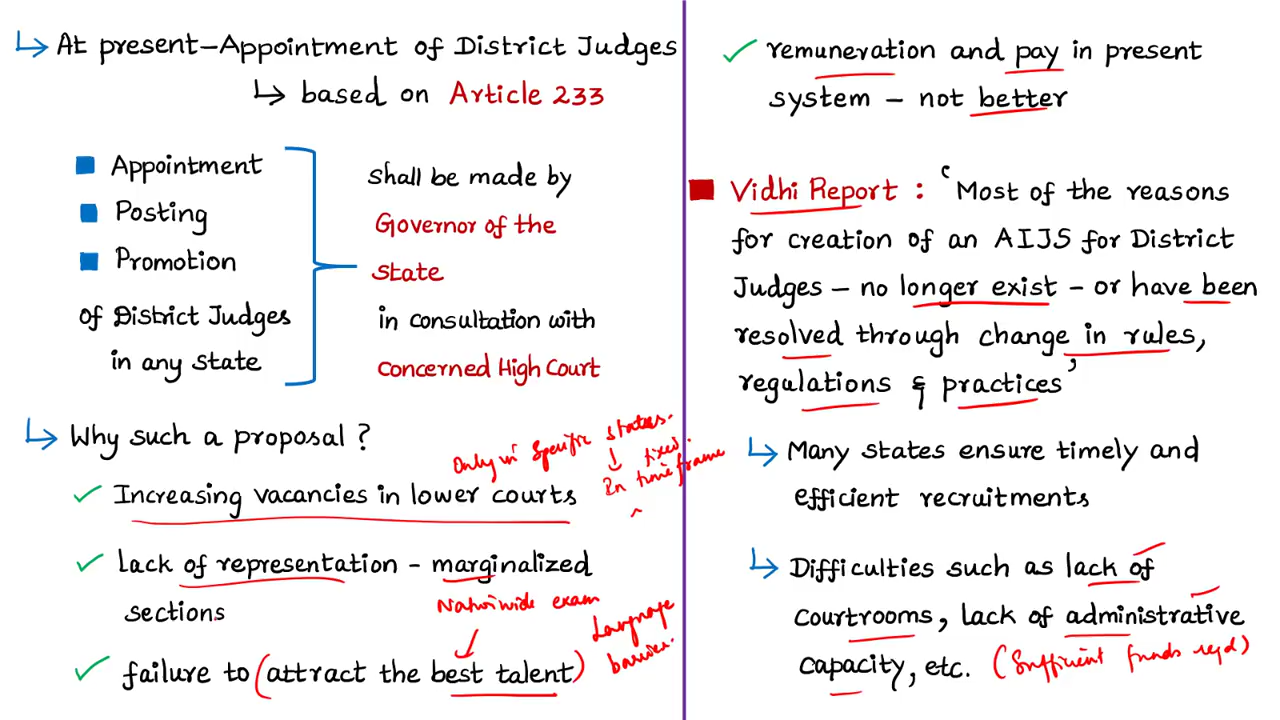 At present – Appointment of District Judges
based on Article 233
Appointment
Posting
Promotion
of District Judges
in any state
shall be made by
Governor of the
state
in consultation with
concerned High Court
Why such a proposal ?
Only in specific states.
In fixed
time frame
Increasing vacancies in lower courts
lack of representation - marginalized
sections
Nationwide exam
Language
barrier.
failure to (attract the best talent)
remuneration and pay in present
system – not better
Vidhi Report : ‘Most of the reasons
for creation of an AIJS for District
Judges – no longer exist – or have been
resolved through change in rules,
regulations & practices’
Many states ensure timely and
efficient recruitments
Difficulties such as lack of
courtrooms, lack of administrative
capacity, etc. (Sufficient funds reqd)